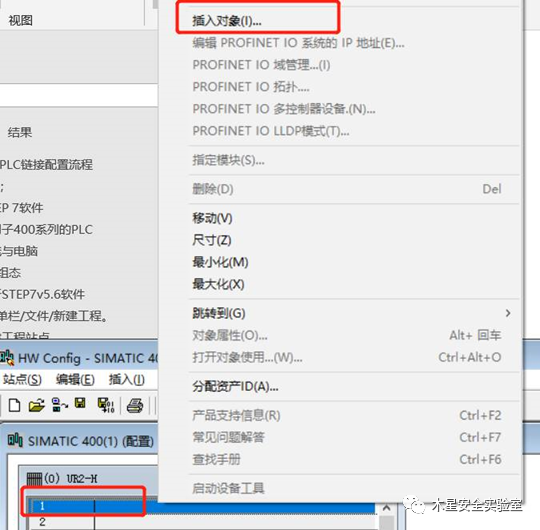 视图
插入对象(I)...
编辑 PROFINET IO 系统的 IP 地址(E)...
PROFINET IO 域管理...(I)
PROFINET IO 拓扑....
PROFINET IO 多控制器设备.(N)...
PROFINET IO LLDP模式(T)...
指定模块(S)...
删除(D) Del
移动(V)
尺寸(Z)
最小化(M)
最大化(X)
跳转到(G)
对象属性(O)... Alt+ 回车
打开对象使用...(W)... Ctrl+Alt+O
分配资产ID(A)...
产品支持信息(R) Ctrl+F2
常见问题解答 Ctrl+F7
查找手册 Ctrl+F6
启动设备工具
结果
PLC链接配置流程
;
EP 7软件
子400系列的PLC
与电脑
组态
STEP7v5.6软件
单栏/文件/新建工程。
工程站点
HW Config - SIMATIC 40
站点(S) 编辑(E) 插入(I)
SIMATIC 400(1) (配置)
(0) UR2-H
1
2
木星安全实验室